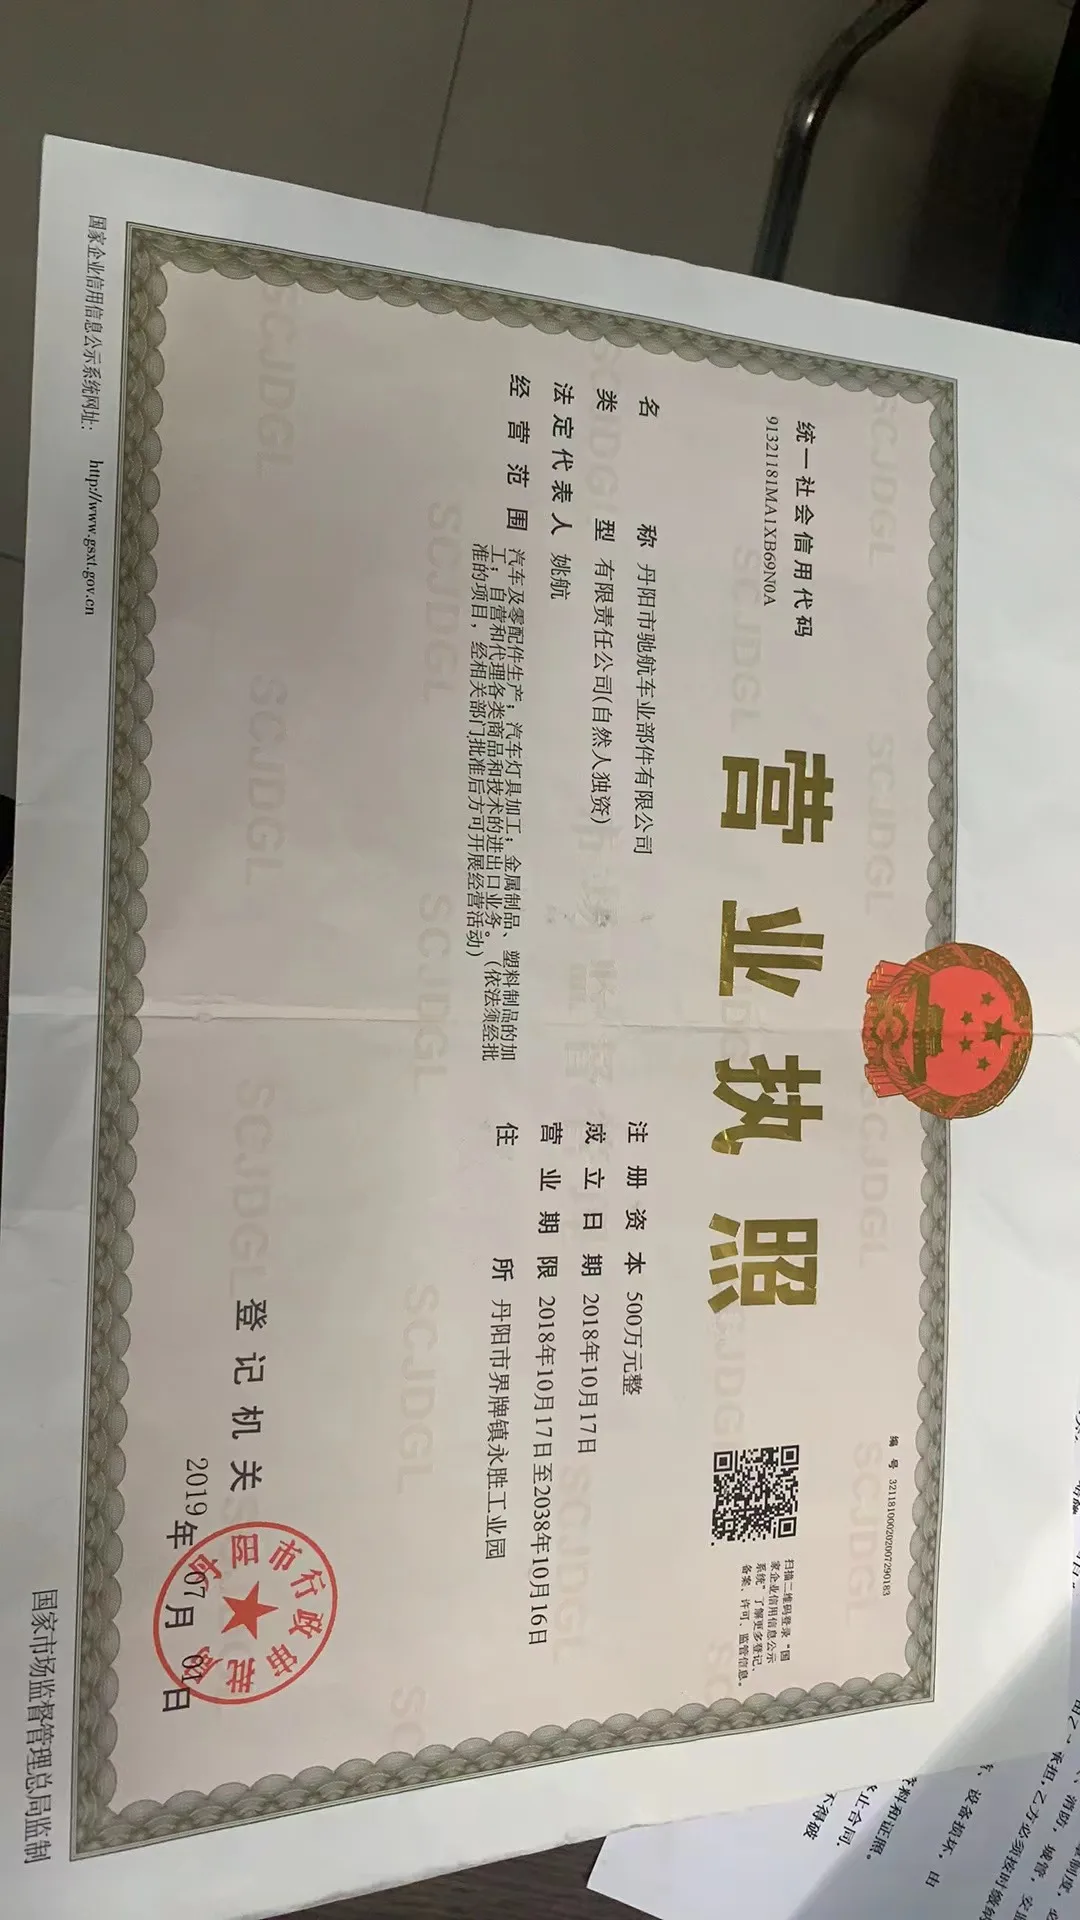 编 号 321181000202007290183
统一社会信用代码
91321181MA1XB69N0A
营业执照
扫描二维码登录“国
家企业信用信息公示
系统”了解更多登记、
备案、许可、监管信息。
名 称 丹阳市驰航车业部件有限公司
类 型 有限责任公司(自然人独资)
法定代表人 姚航
经营范围 汽车及零配件生产；汽车灯具加工；金属制品、塑料制品的加
工；自营和代理各类商品和技术的进出口业务。（依法须经批
准的项目，经相关部门批准后方可开展经营活动）
注册资本 500万元整
成立日期 2018年10月17日
营业期限 2018年10月17日至2038年10月16日
住 所 丹阳市界牌镇永胜工业园
登记机关
2019年 07月 01日
国家企业信用信息公示系统网址： http://www.gsxt.gov.cn
国家市场监督管理总局监制
SCJDGL